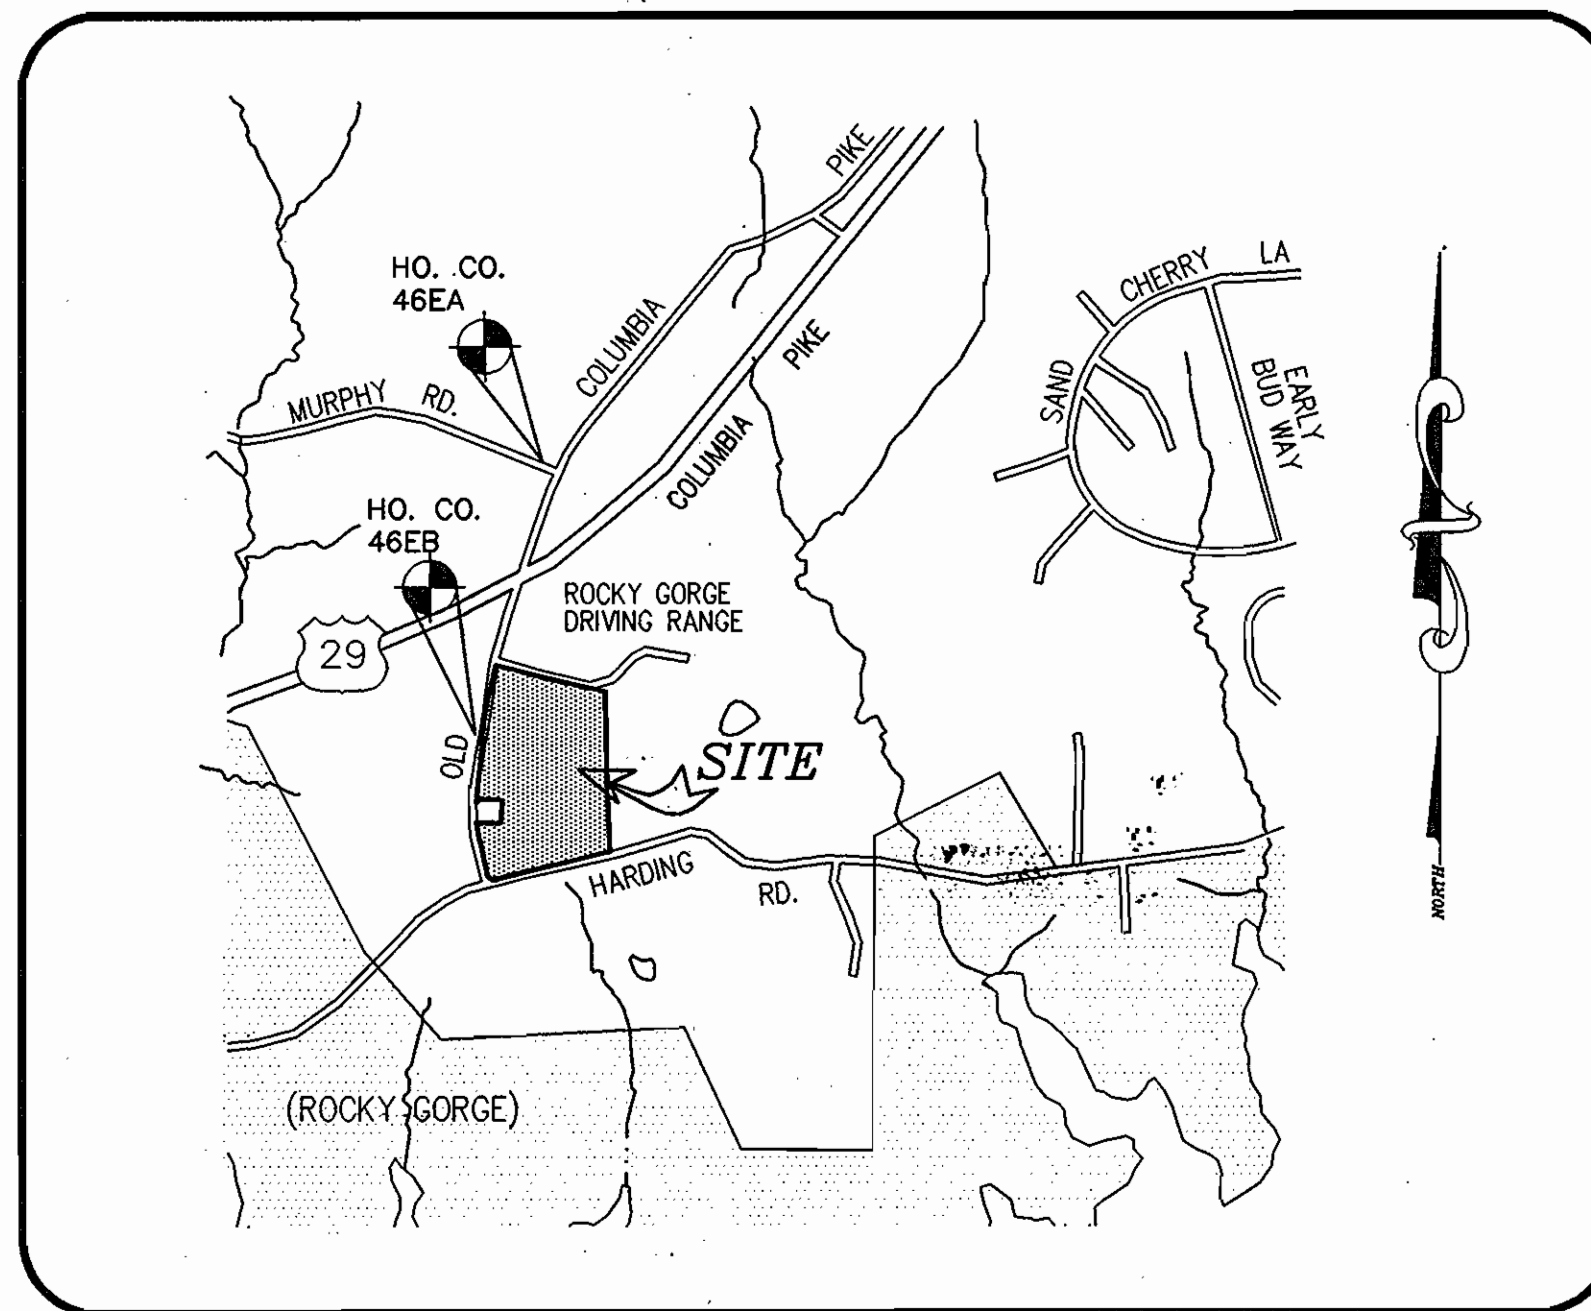 PIKE
HO. CO.
46EA
COLUMBIA
MURPHY RD.
PIKE
COLUMBIA
CHERRY LA
SAND
EARLY
BUD WAY
HO. CO.
46EB
29
ROCKY GORGE
DRIVING RANGE
OLD
SITE
HARDING RD.
NORTH
(ROCKY GORGE)